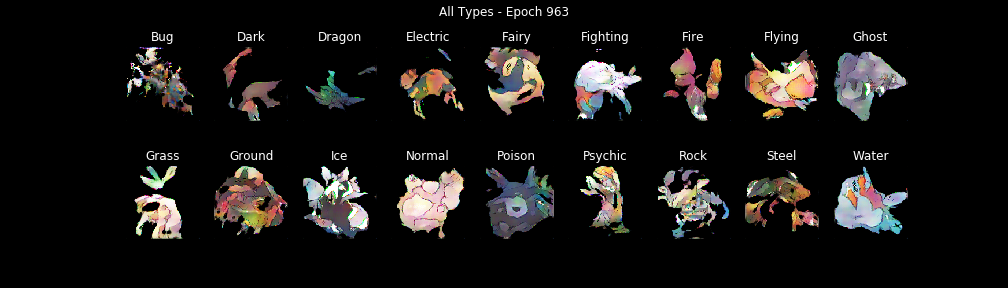 All Types - Epoch 963
Bug Dark Dragon Electric Fairy Fighting Fire Flying Ghost
Grass Ground Ice Normal Poison Psychic Rock Steel Water